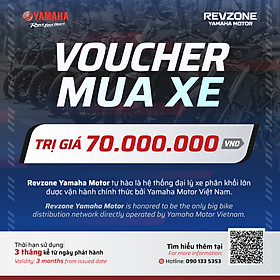 YAMAHA
Revs Your Heart
REVZONE
YAMAHA MOTOR
VOUCHER
MUA XE
TRỊ GIÁ 70.000.000 VND
Revzone Yamaha Motor tự hào là hệ thống đại lý xe phân khối lớn
được vận hành chính thức bởi Yamaha Motor Việt Nam.
Revzone Yamaha Motor is honored to be the only big bike
distribution network directly operated by Yamaha Motor Vietnam.
Thời hạn sử dụng:
3 tháng kể từ ngày phát hành
Validity: 3 months from issued date
Tìm hiểu thêm tại
For more information
Hotline: 090 133 5353